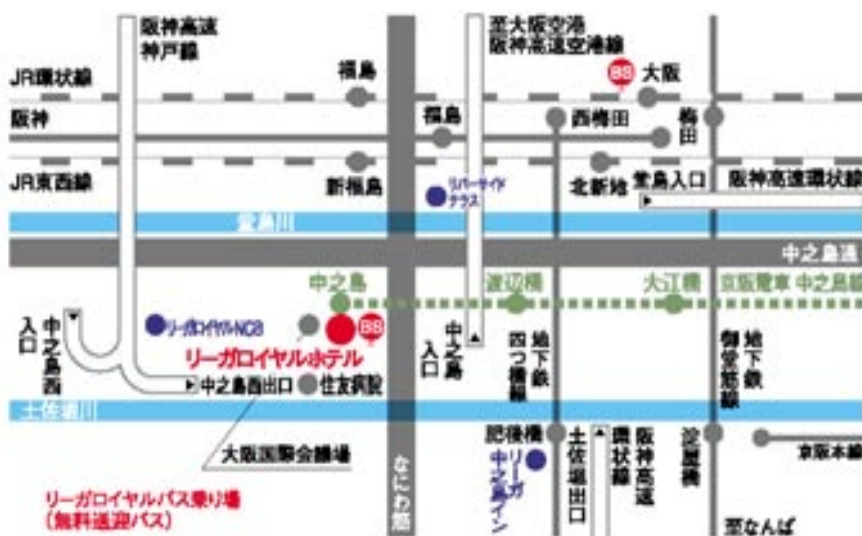 阪神高速
神戸線
至大阪空港
阪神高速空港線
BS
大阪
JR環状線
福島
阪神
福島
西梅田
梅田
JR東西線
新福島
リバーサイド
テラス
北新地
堂島入口
阪神高速環状線
堂島川
中之島通
中之島
渡辺橋
大江橋
京阪電車 中之島線
中之島西
入口
リーガロイヤルNCB
BS
リーガロイヤルホテル
中之島
入口
地下鉄
四つ橋線
地下鉄
御堂筋線
中之島西出口
住友病院
土佐堀川
大阪国際会議場
なにわ筋
肥後橋
リーガ
中之島イン
土佐堀出口
阪神高速
環状線
淀屋橋
京阪本線
リーガロイヤルバス乗り場
(無料送迎バス)
至なんば